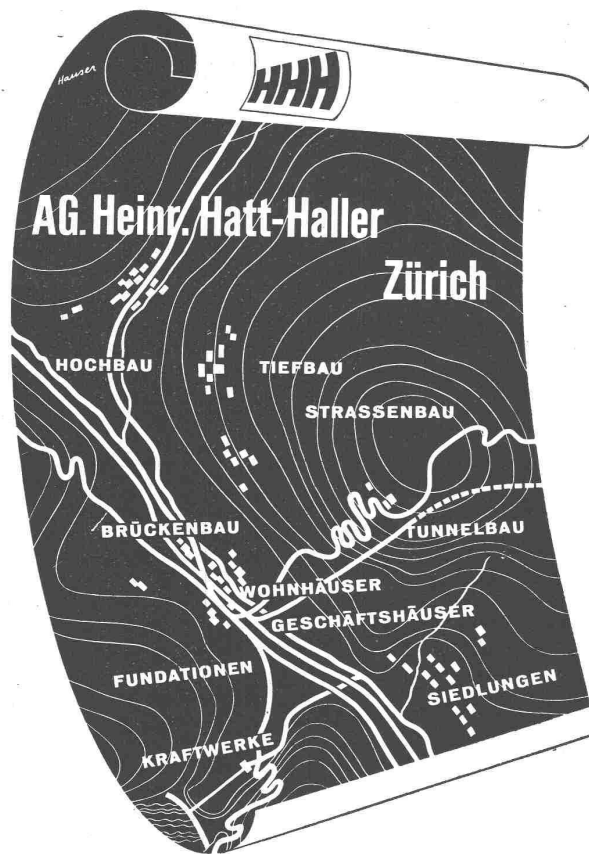 Hauser
HHH
AG. Heinr. Hatt-Haller
Zürich
HOCHBAU
TIEFBAU
STRASSENBAU
BRÜCKENBAU
TUNNELBAU
WOHNHÄUSER
GESCHÄFTSHÄUSER
FUNDATIONEN
SIEDLUNGEN
KRAFTWERKE